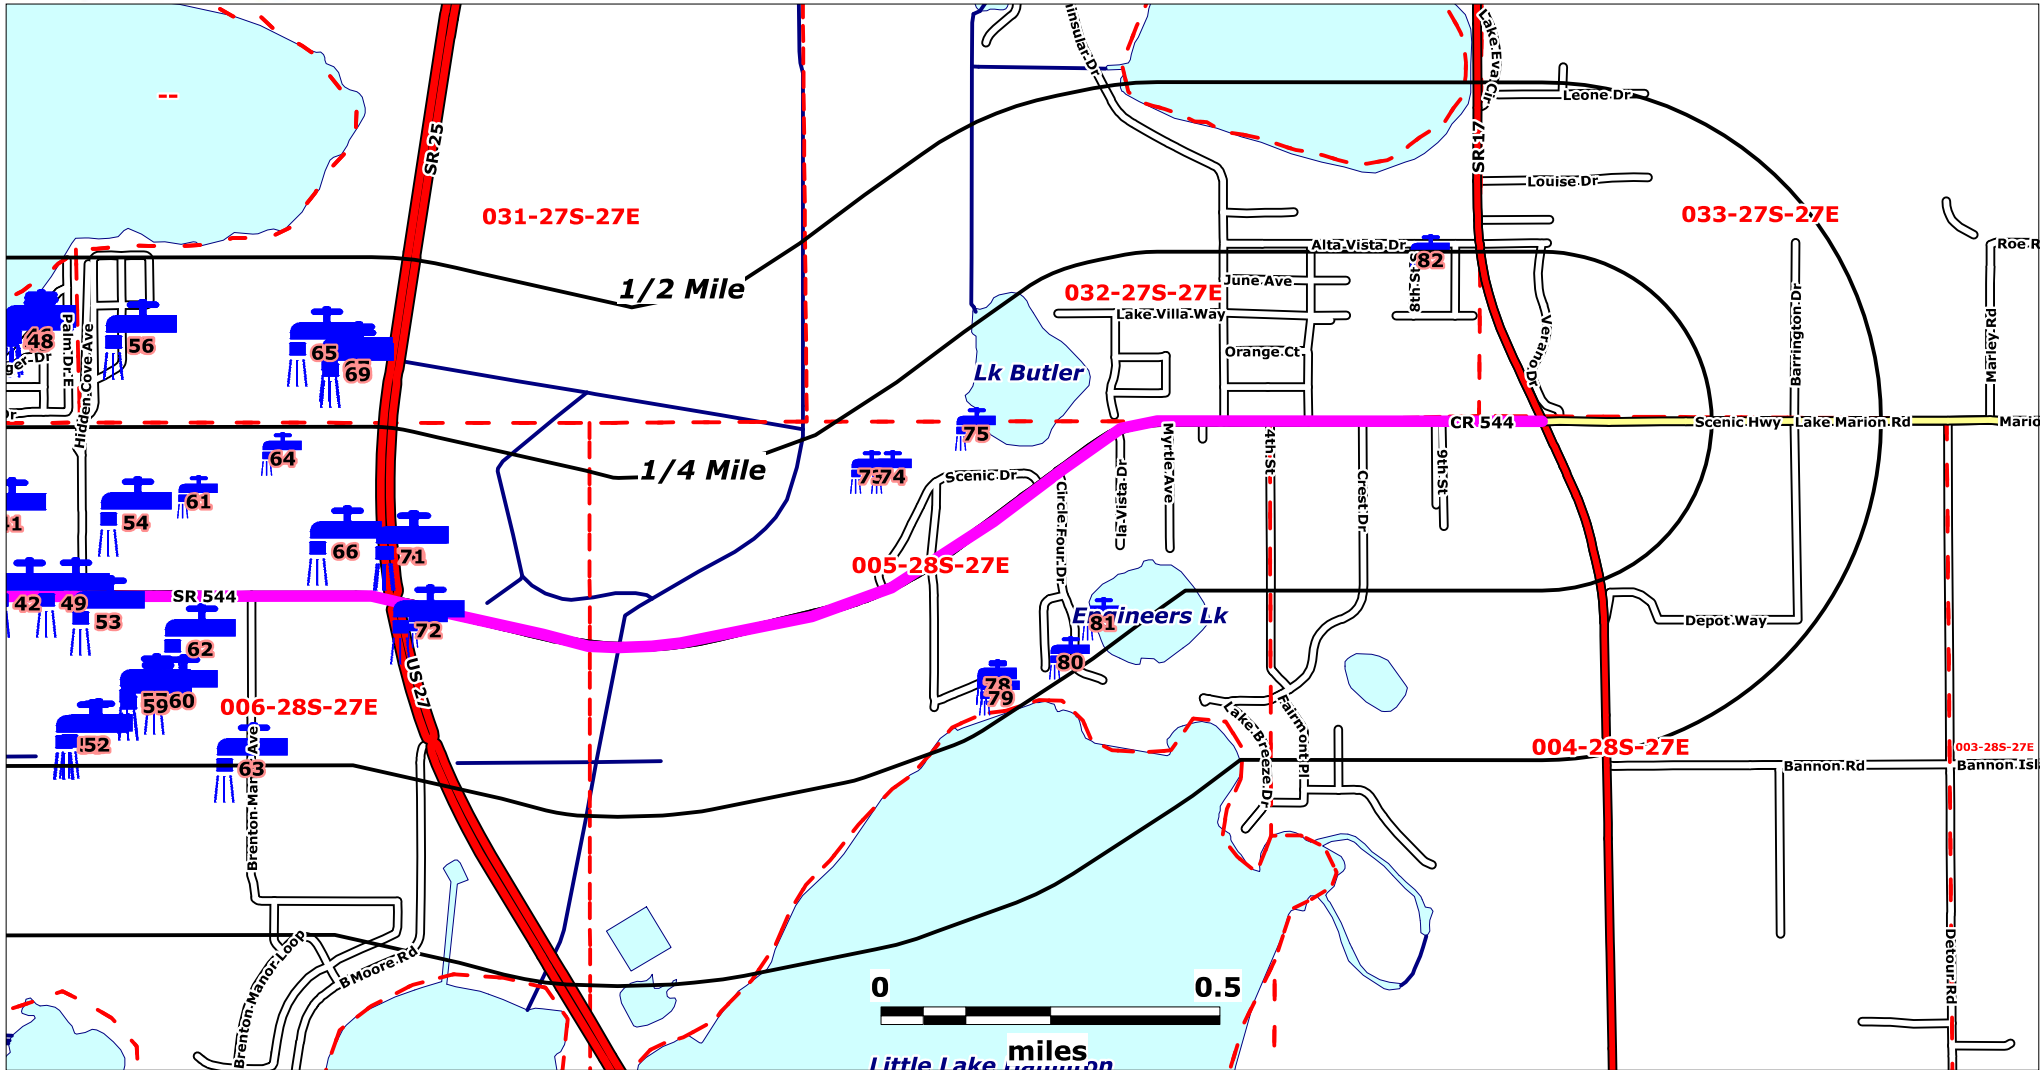 Lake Eva Cir
SR 25
--
Leone Dr
SR 17
Louise Dr
031-27S-27E
033-27S-27E
Alta Vista Dr
82
June Ave
8th St
1/2 Mile
032-27S-27E
Lake Villa Way
Palm Dr E
Hidden Cove Ave
48
56
65
69
Verano Dr
Barrington Dr
Marley Rd
Orange Ct
Lk Butler
CR 544
Scenic Hwy
Lake Marion Rd
75
64
1/4 Mile
74
Scenic Dr
Circle Four Dr
Myrtle Ave
4th St
Crest Dr
9th St
61
54
66
71
005-28S-27E
SR 544
42
49
53
72
62
Engineers Lk
81
80
78
79
Depot Way
US 27
59
60
006-28S-27E
52
63
Brenton Manor Ave
Lake Breeze Dr
Fairmont Pl
004-28S-27E
003-28S-27E
Bannon Rd
Bannon Isl
Brenton Manor Loop
B Moore Rd
Detour Rd
0
0.5
miles
Little Lake